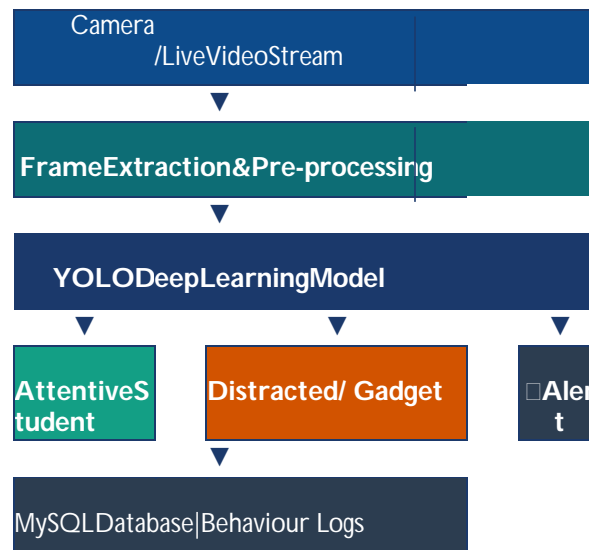 Camera
/LiveVideoStream
FrameExtraction&Pre-processing
YOLODeepLearningModel
AttentiveS
tudent
Distracted/ Gadget
□Aler
t
MySQLDatabase|Behaviour Logs